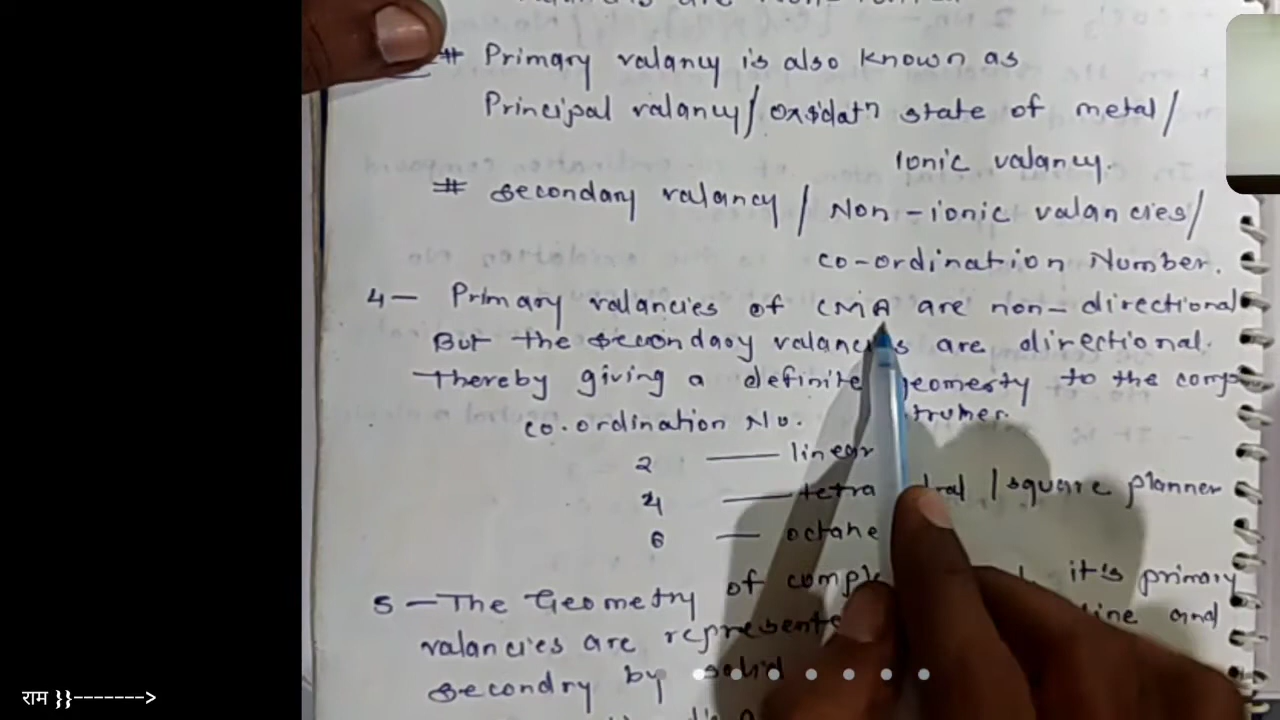 # Primary valancy is also known as
Principal valancy/oxidatn state of metal/
Ionic valancy.
# secondary valancy / Non-ionic valancies/
co-ordination Number.
4- Primary valancies of CMA are non-directional
But the secondary valancies are directional.
Thereby giving a definite geomerty to the comp
co.ordination No.
2 — linear
4 — tetra / square planner
6 — octahe
5 - The Geometry of it's primary
valancies are and
secondry by solid
राम }}------->